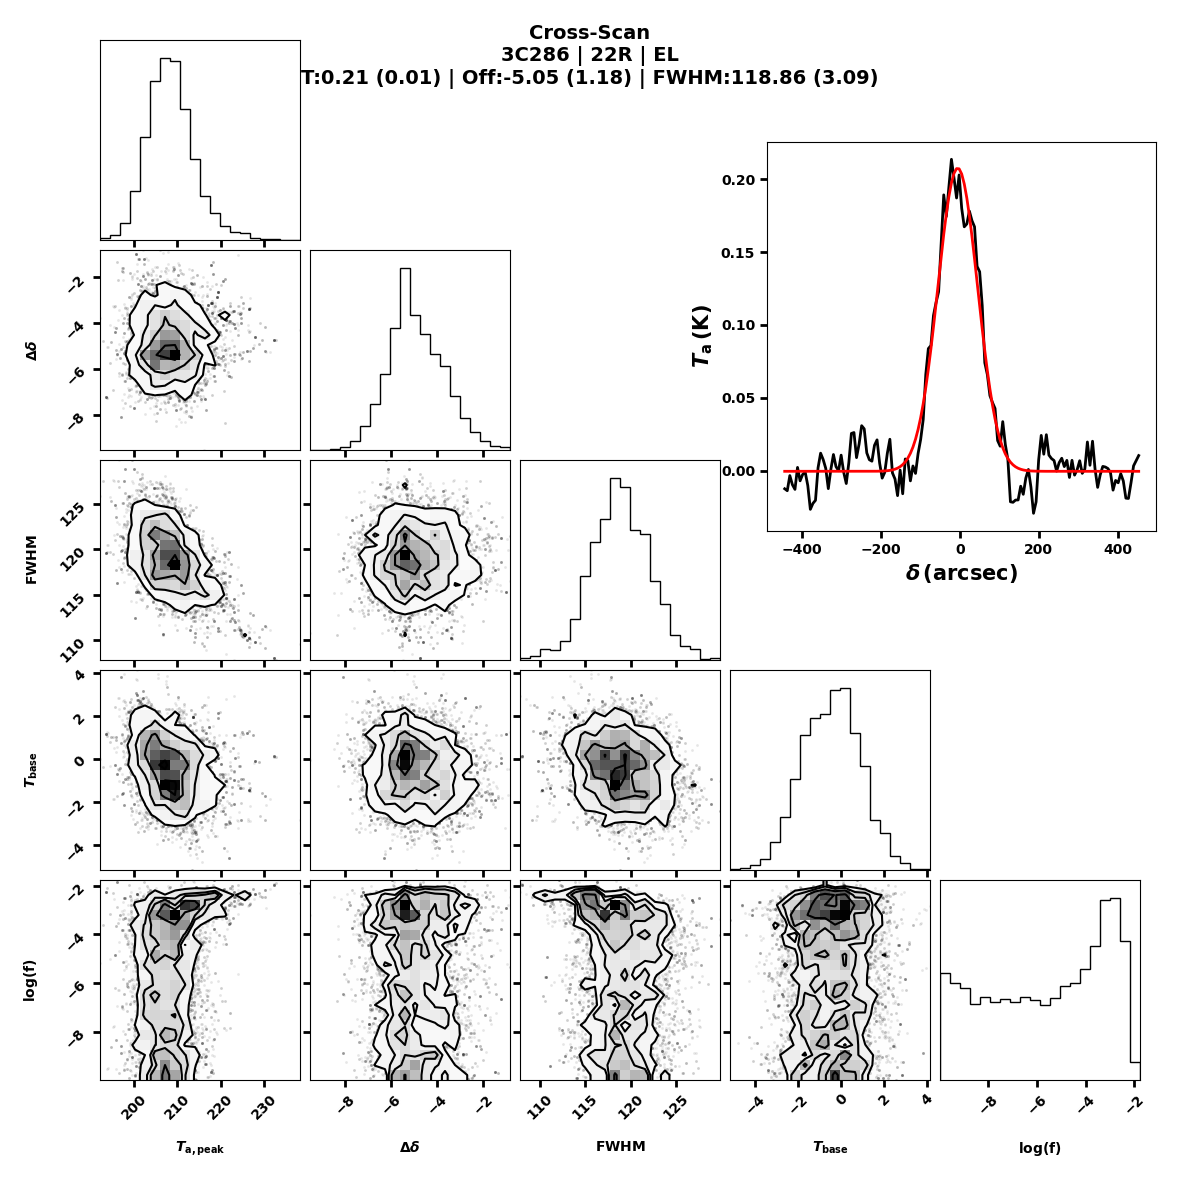 Cross-Scan
3C286 | 22R | EL
T:0.21 (0.01) | Off:-5.05 (1.18) | FWHM:118.86 (3.09)
0.20
0.15
0.10
0.05
0.00
T_a (K)
−400 −200 0 200 400
δ (arcsec)
Δδ
−2
−4
−6
−8
FWHM
125
120
115
110
T_base
4
2
0
−2
−4
log(f)
−2
−4
−6
−8
200 210 220 230
−8 −6 −4 −2
110 115 120 125
−4 −2 0 2 4
−8 −6 −4 −2
T_a,peak
Δδ
FWHM
T_base
log(f)